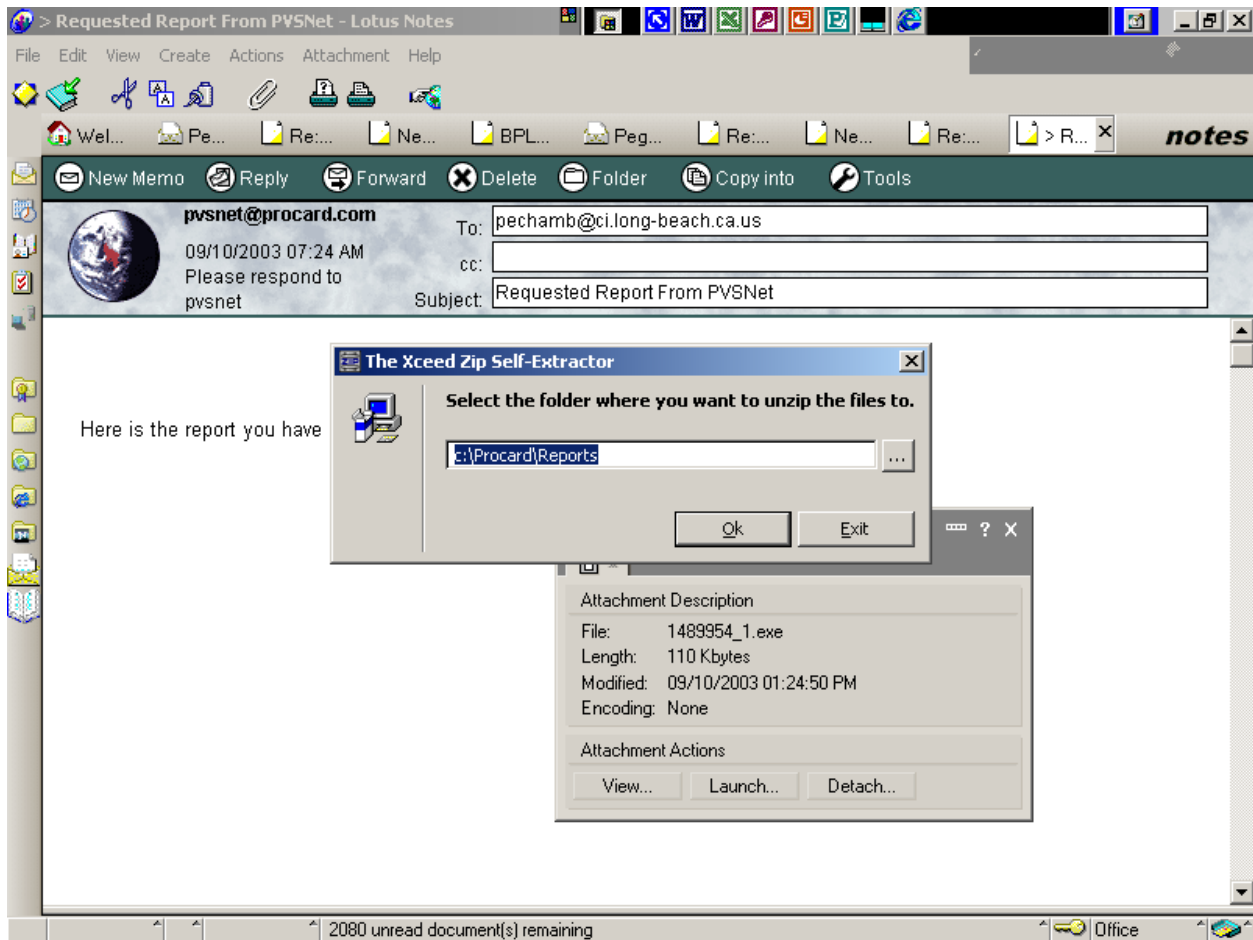 > Requested Report From PVSNet - Lotus Notes
File Edit View Create Actions Attachment Help
Wel... Pe... Re:... Ne... BPL... Peg... Re:... Ne... Re:... > R... notes
New Memo Reply Forward Delete Folder Copy into Tools
pvsnet@procard.com
09/10/2003 07:24 AM
Please respond to
pvsnet
To: pechamb@ci.long-beach.ca.us
cc:
Subject: Requested Report From PVSNet
Here is the report you have
The Xceed Zip Self-Extractor
Select the folder where you want to unzip the files to.
c:\Procard\Reports
...
Ok Exit
Attachment Description
File: 1489954_1.exe
Length: 110 Kbytes
Modified: 09/10/2003 01:24:50 PM
Encoding: None
Attachment Actions
View... Launch... Detach...
2080 unread document(s) remaining
Office